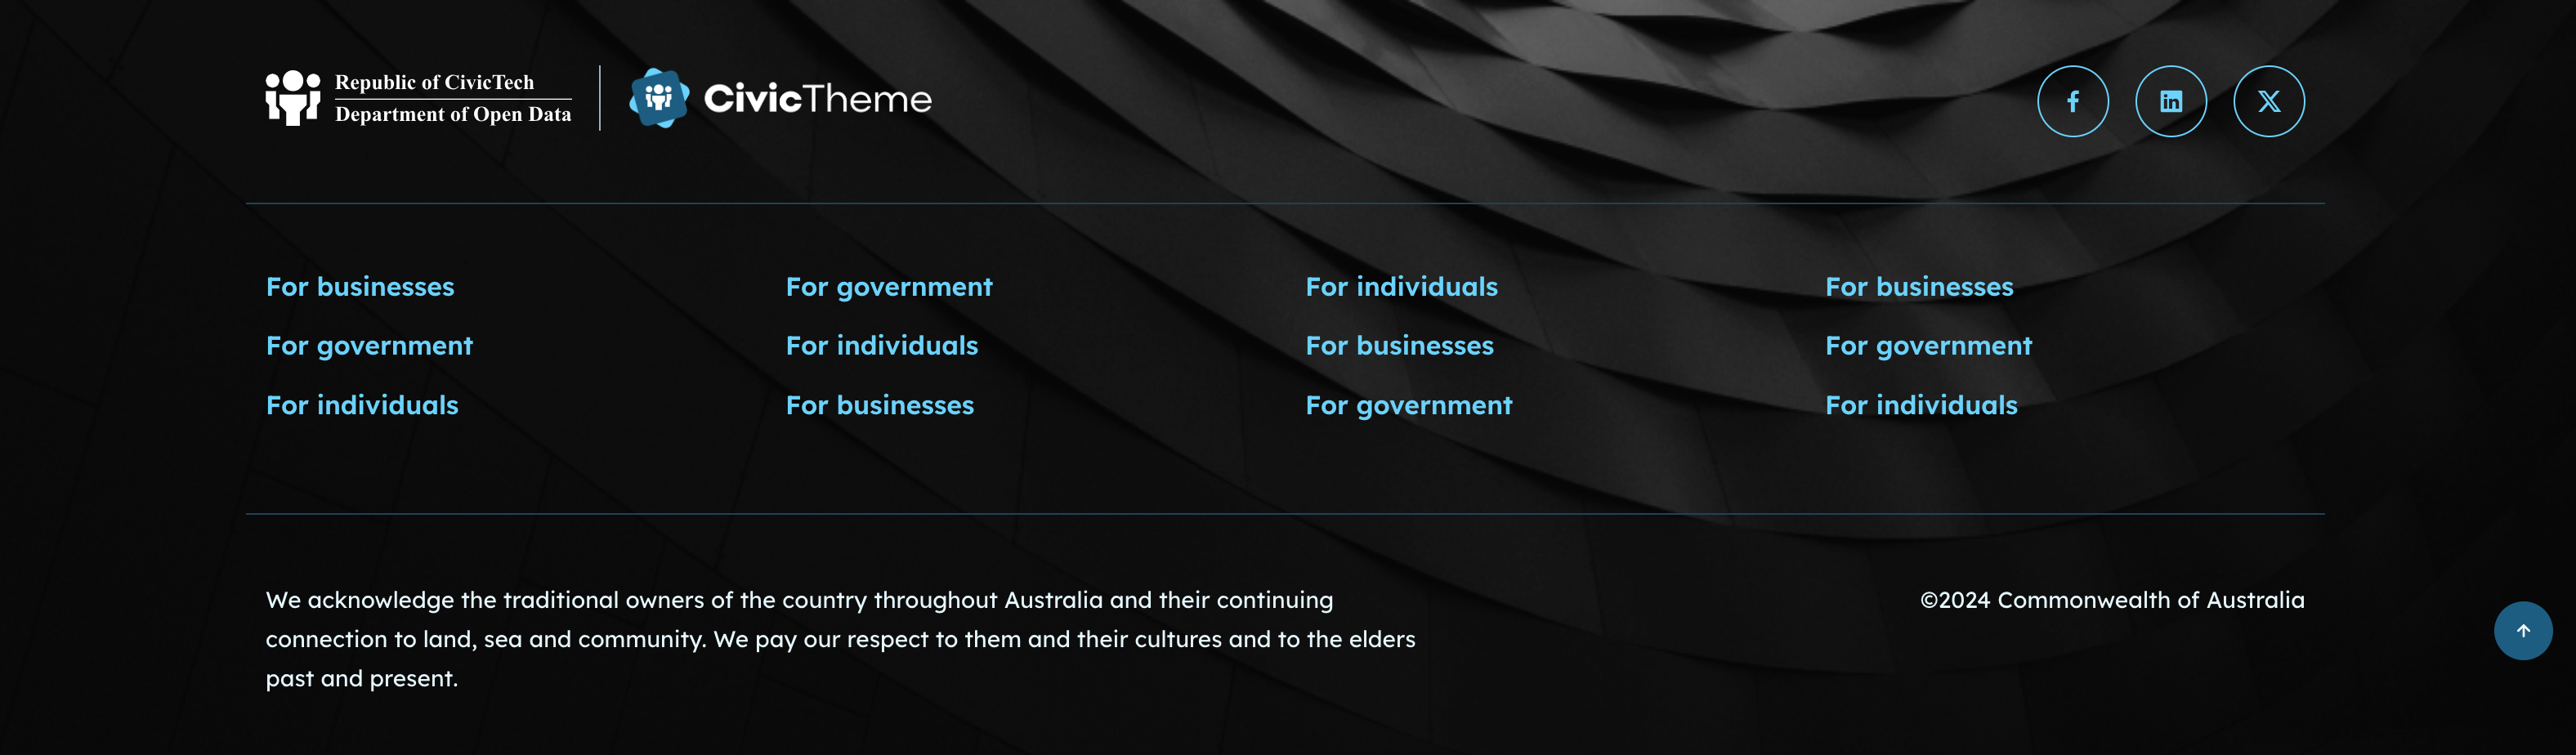 Republic of CivicTech
Department of Open Data
CivicTheme
For businesses
For government
For individuals
For government
For individuals
For businesses
For individuals
For businesses
For government
For businesses
For government
For individuals
We acknowledge the traditional owners of the country throughout Australia and their continuing
connection to land, sea and community. We pay our respect to them and their cultures and to the elders
past and present.
©2024 Commonwealth of Australia